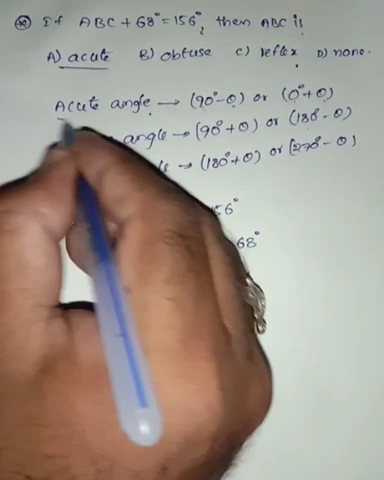 If ABC + 68° = 156°, then ABC is
A) acute B) obtuse C) reflex D) none.
Acute angle → (90° - θ) or (0° + θ)
angle → (90° + θ) or (180° - θ)
→ (180° + θ) or (270° - θ)
156°
68°